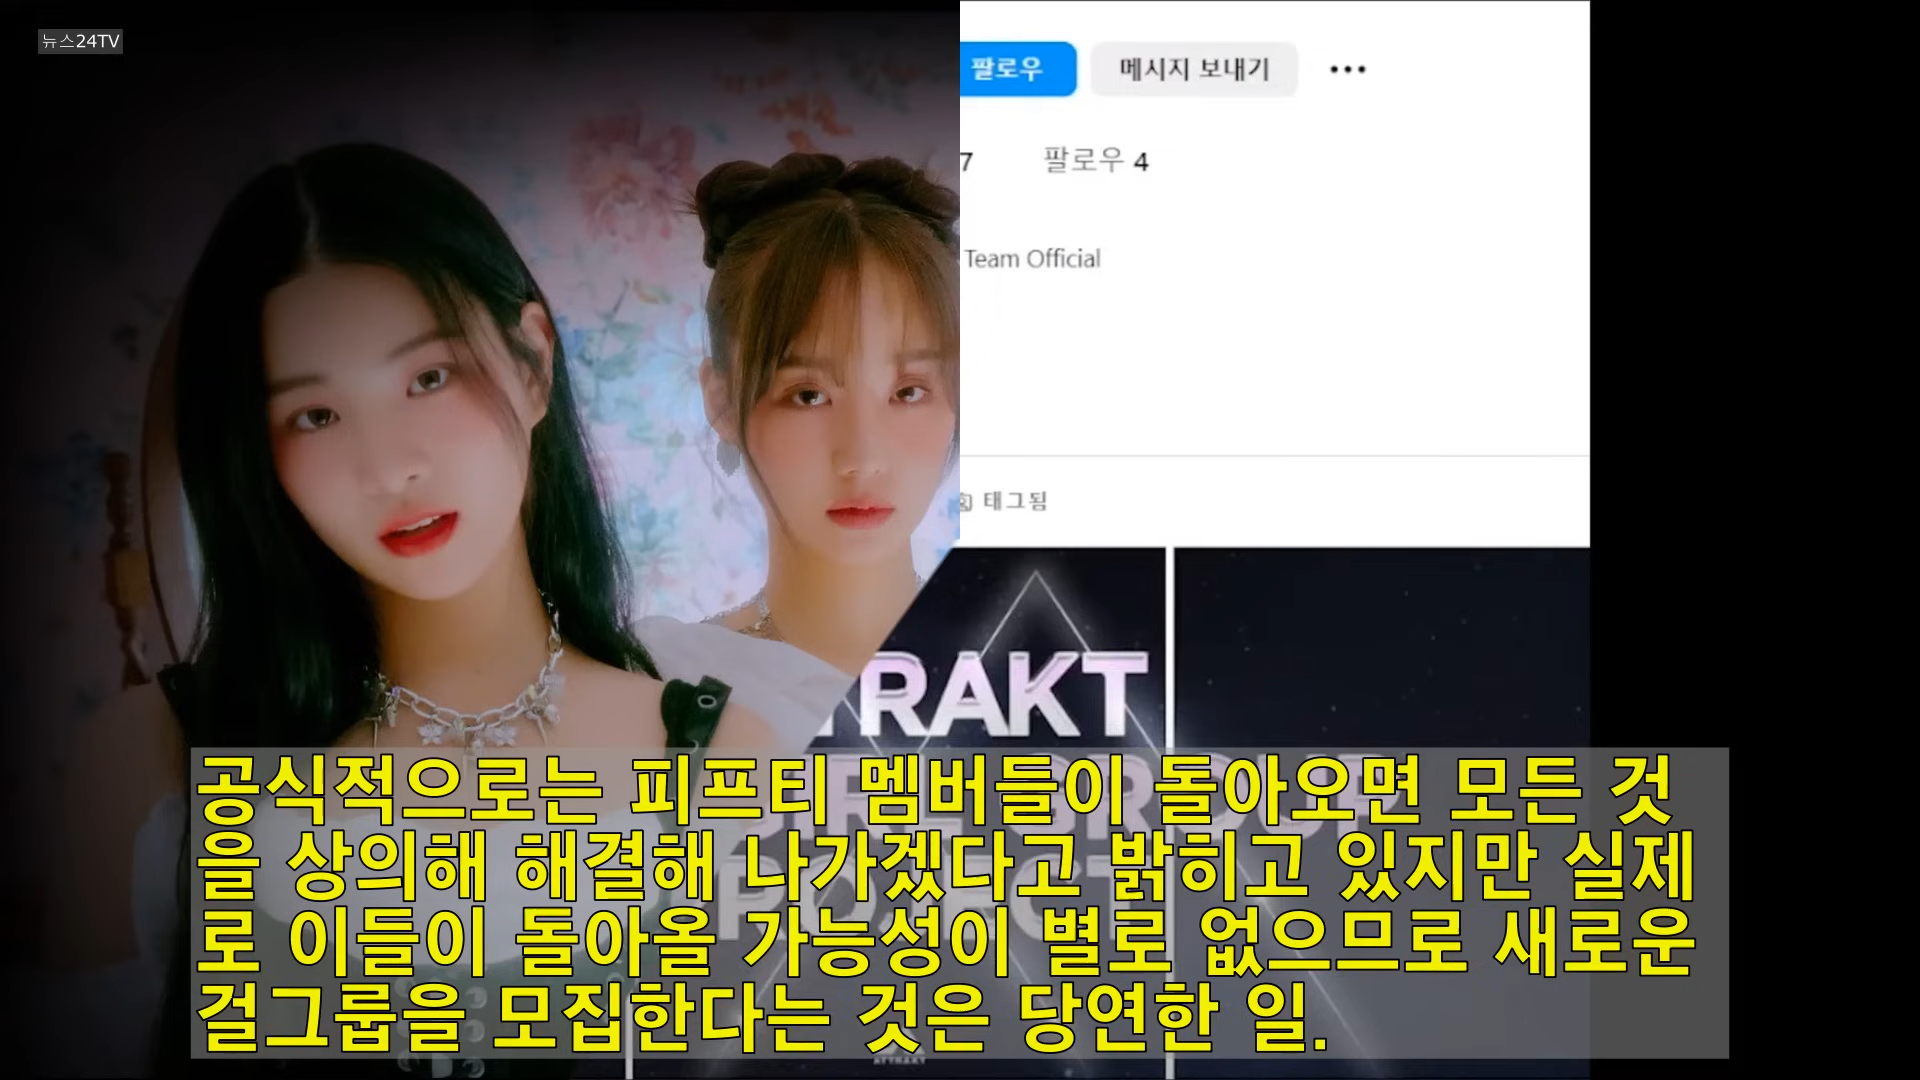 뉴스24TV
팔로우
메시지 보내기
7
팔로우 4
Team Official
태그됨
TRAKT
GIRL GROUP
공식적으로는 피프티 멤버들이 돌아오면 모든 것
을 상의해 해결해 나가겠다고 밝히고 있지만 실제
로 이들이 돌아올 가능성이 별로 없으므로 새로운
걸그룹을 모집한다는 것은 당연한 일.
ATTRAKT